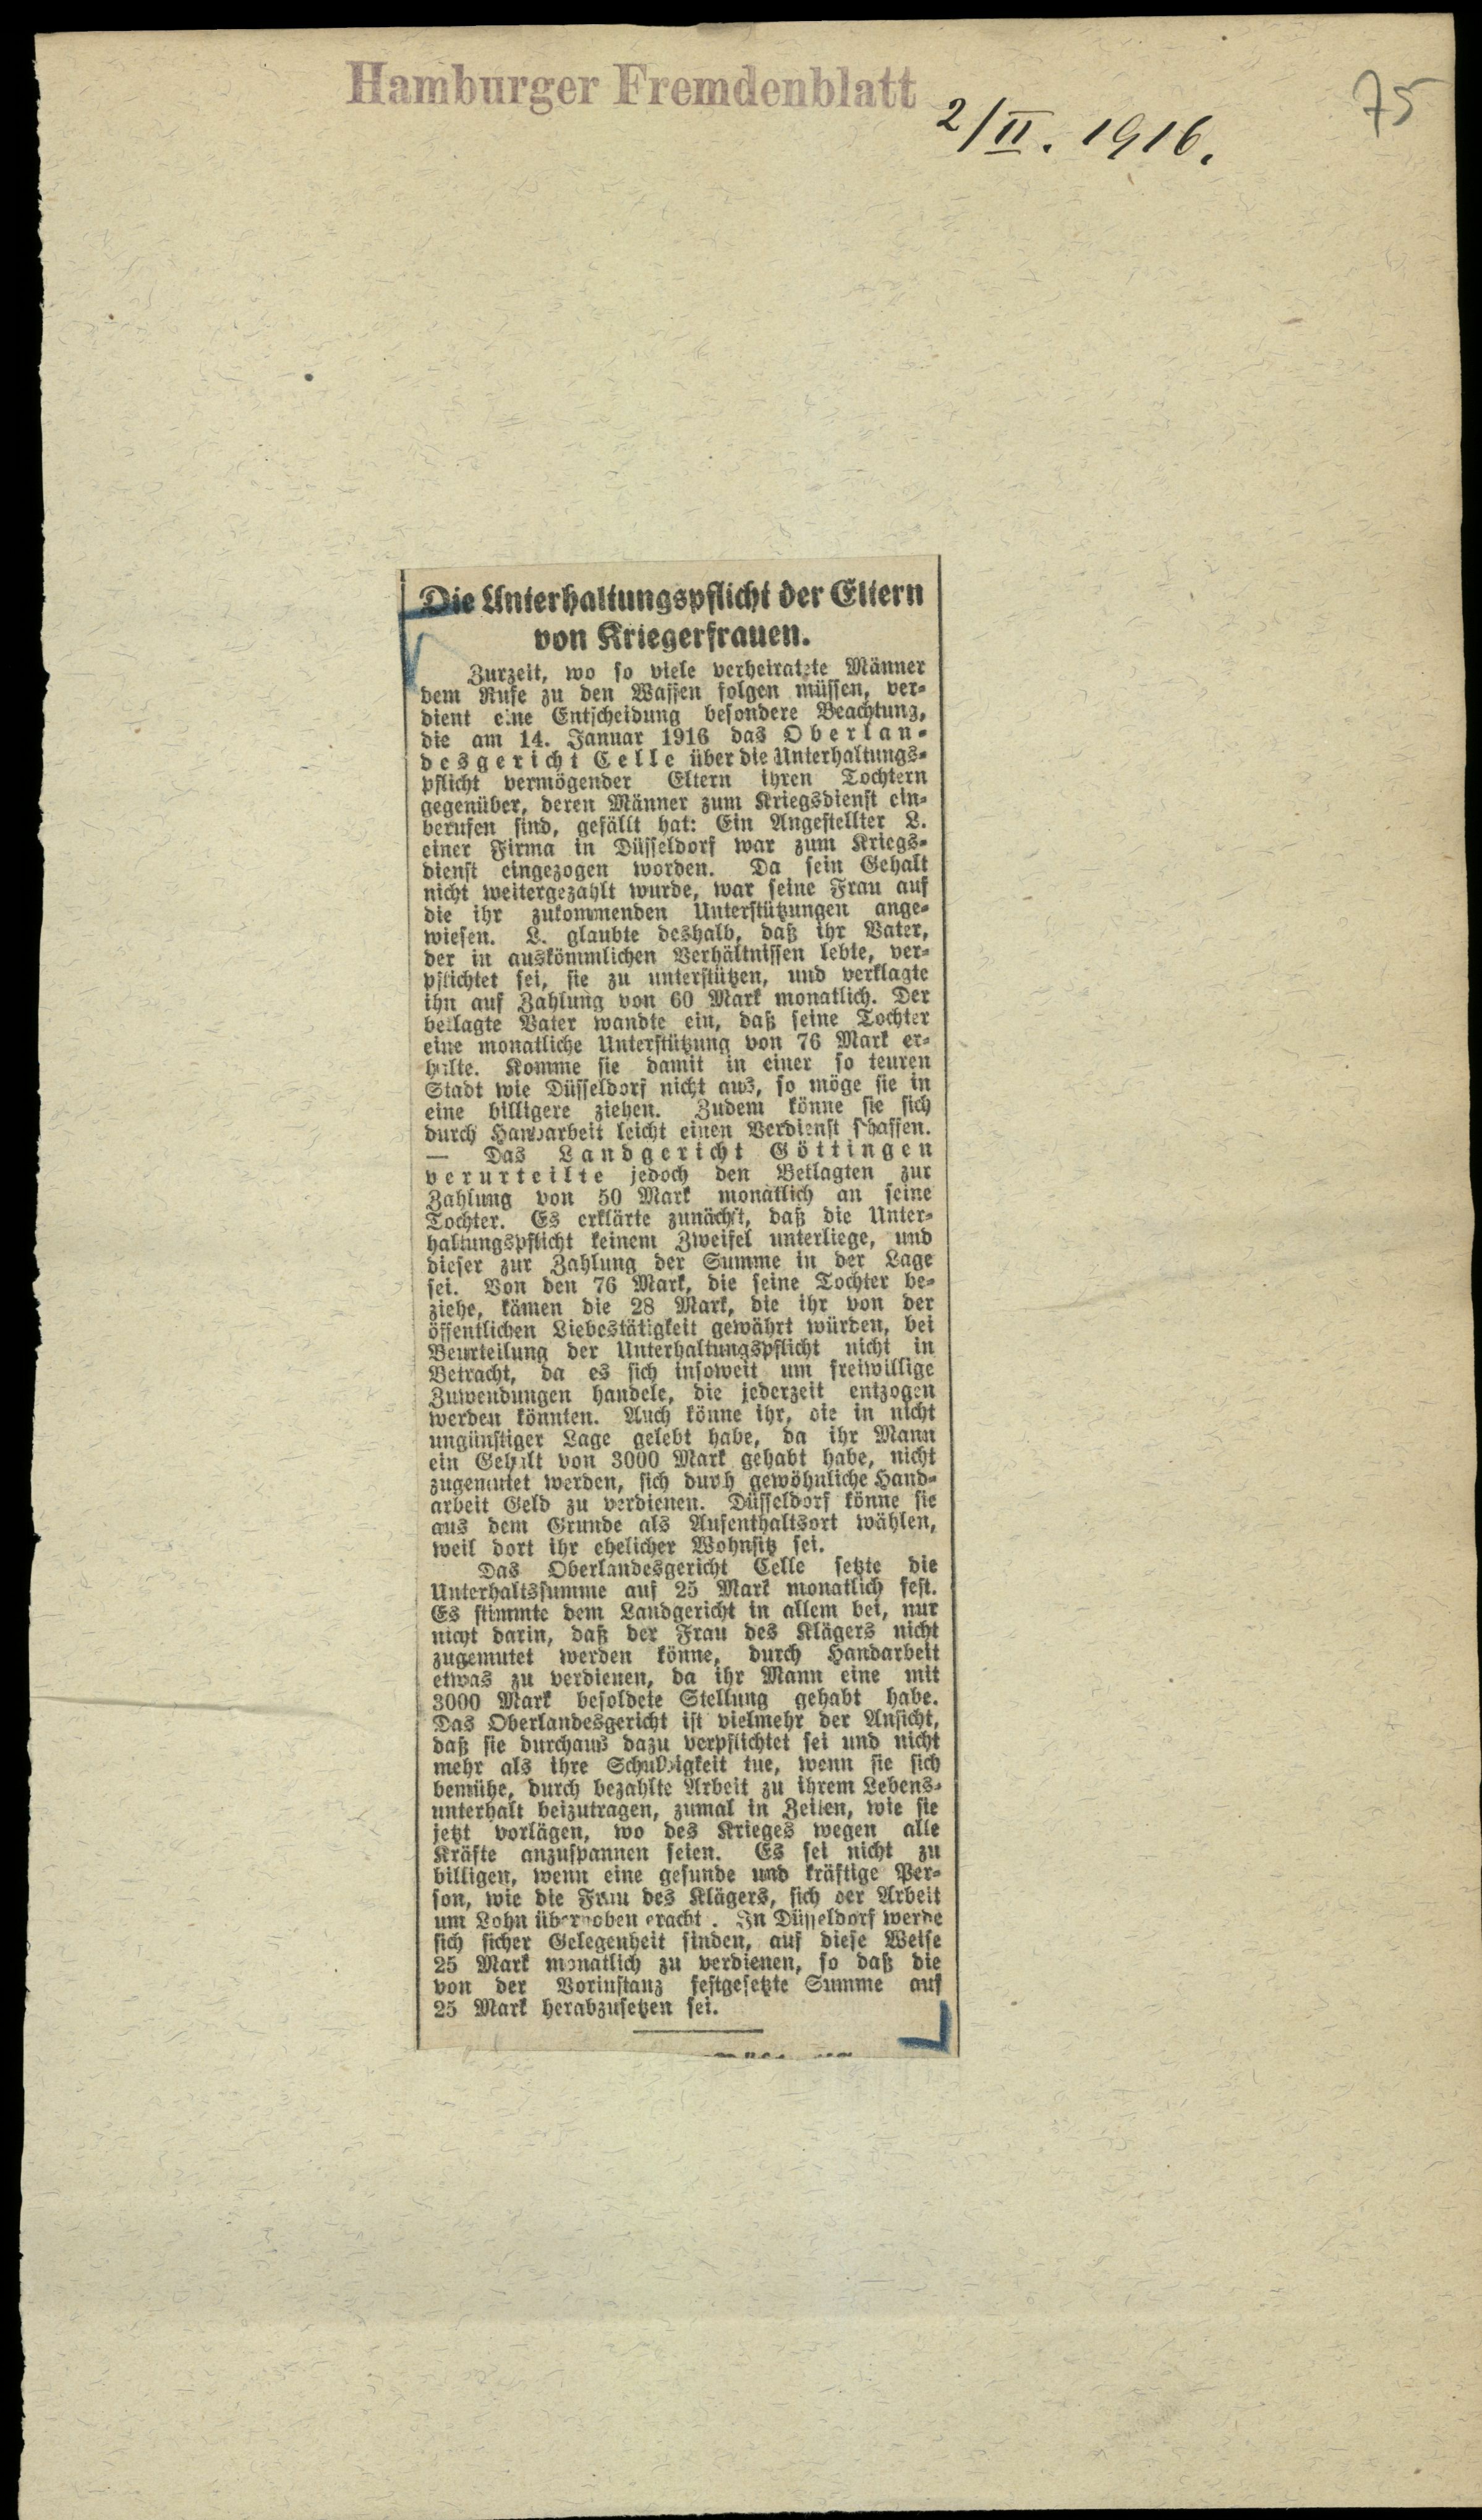 Hamburger Fremdenblatt
2/II. 1916.
75
Die Unterhaltungspflicht der Eltern
von Kriegerfrauen.
Zurzeit, wo so viele verheiratete Männer
dem Rufe zu den Waffen folgen müssen, ver-
dient eine Entscheidung besondere Beachtung,
die am 14. Januar 1916 das Oberlan-
desgericht Celle über die Unterhaltungs-
pflicht vermögender Eltern ihren Tochtern
gegenüber, deren Männer zum Kriegsdienst ein-
berufen sind, gefällt hat: Ein Angestellter L.
einer Firma in Düsseldorf war zum Kriegs-
dienst eingezogen worden. Da sein Gehalt
nicht weitergezahlt wurde, war seine Frau auf
die ihr zukommenden Unterstützungen ange-
wiesen. L. glaubte deshalb, daß ihr Vater,
der in auskömmlichen Verhältnissen lebte, ver-
pflichtet sei, sie zu unterstützen, und verklagte
ihn auf Zahlung von 60 Mark monatlich. Der
beklagte Vater wandte ein, daß seine Tochter
eine monatliche Unterstützung von 76 Mark er-
halte. Komme sie damit in einer so teuren
Stadt wie Düsseldorf nicht aus, so möge sie in
eine billigere ziehen. Zudem könne sie sich
durch Handarbeit leicht einen Verdienst schaffen.
— Das Landgericht Göttingen
verurteilte jedoch den Beklagten zur
Zahlung von 50 Mark monatlich an seine
Tochter. Es erklärte zunächst, daß die Unter-
haltungspflicht keinem Zweifel unterliege, und
dieser zur Zahlung der Summe in der Lage
sei. Von den 76 Mark, die seine Tochter be-
ziehe, kämen die 28 Mark, die ihr von der
öffentlichen Liebestätigkeit gewährt würden, bei
Beurteilung der Unterhaltungspflicht nicht in
Betracht, da es sich insoweit um freiwillige
Zuwendungen handele, die jederzeit entzogen
werden könnten. Auch könne ihr, die in nicht
ungünstiger Lage gelebt habe, da ihr Mann
ein Gehalt von 3000 Mark gehabt habe, nicht
zugemutet werden, sich durch gewöhnliche Hand-
arbeit Geld zu verdienen. Düsseldorf könne sie
aus dem Grunde als Aufenthaltsort wählen,
weil dort ihr ehelicher Wohnsitz sei.
Das Oberlandesgericht Celle setzte die
Unterhaltssumme auf 25 Mark monatlich fest.
Es stimmte dem Landgericht in allem bei, nur
nicht darin, daß der Frau des Klägers nicht
zugemutet werden könne, durch Handarbeit
etwas zu verdienen, da ihr Mann eine mit
3000 Mark besoldete Stellung gehabt habe.
Das Oberlandesgericht ist vielmehr der Ansicht,
daß sie durchaus dazu verpflichtet sei und nicht
mehr als ihre Schuldigkeit tue, wenn sie sich
bemühe, durch bezahlte Arbeit zu ihrem Lebens-
unterhalt beizutragen, zumal in Zeiten, wie sie
jetzt vorlägen, wo des Krieges wegen alle
Kräfte anzuspannen seien. Es sei nicht zu
billigen, wenn eine gesunde und kräftige Per-
son, wie die Frau des Klägers, sich der Arbeit
um Lohn überhoben eracht. In Düsseldorf werde
sich sicher Gelegenheit finden, auf diese Weise
25 Mark monatlich zu verdienen, so daß die
von der Vorinstanz festgesetzte Summe auf
25 Mark herabzusetzen sei.